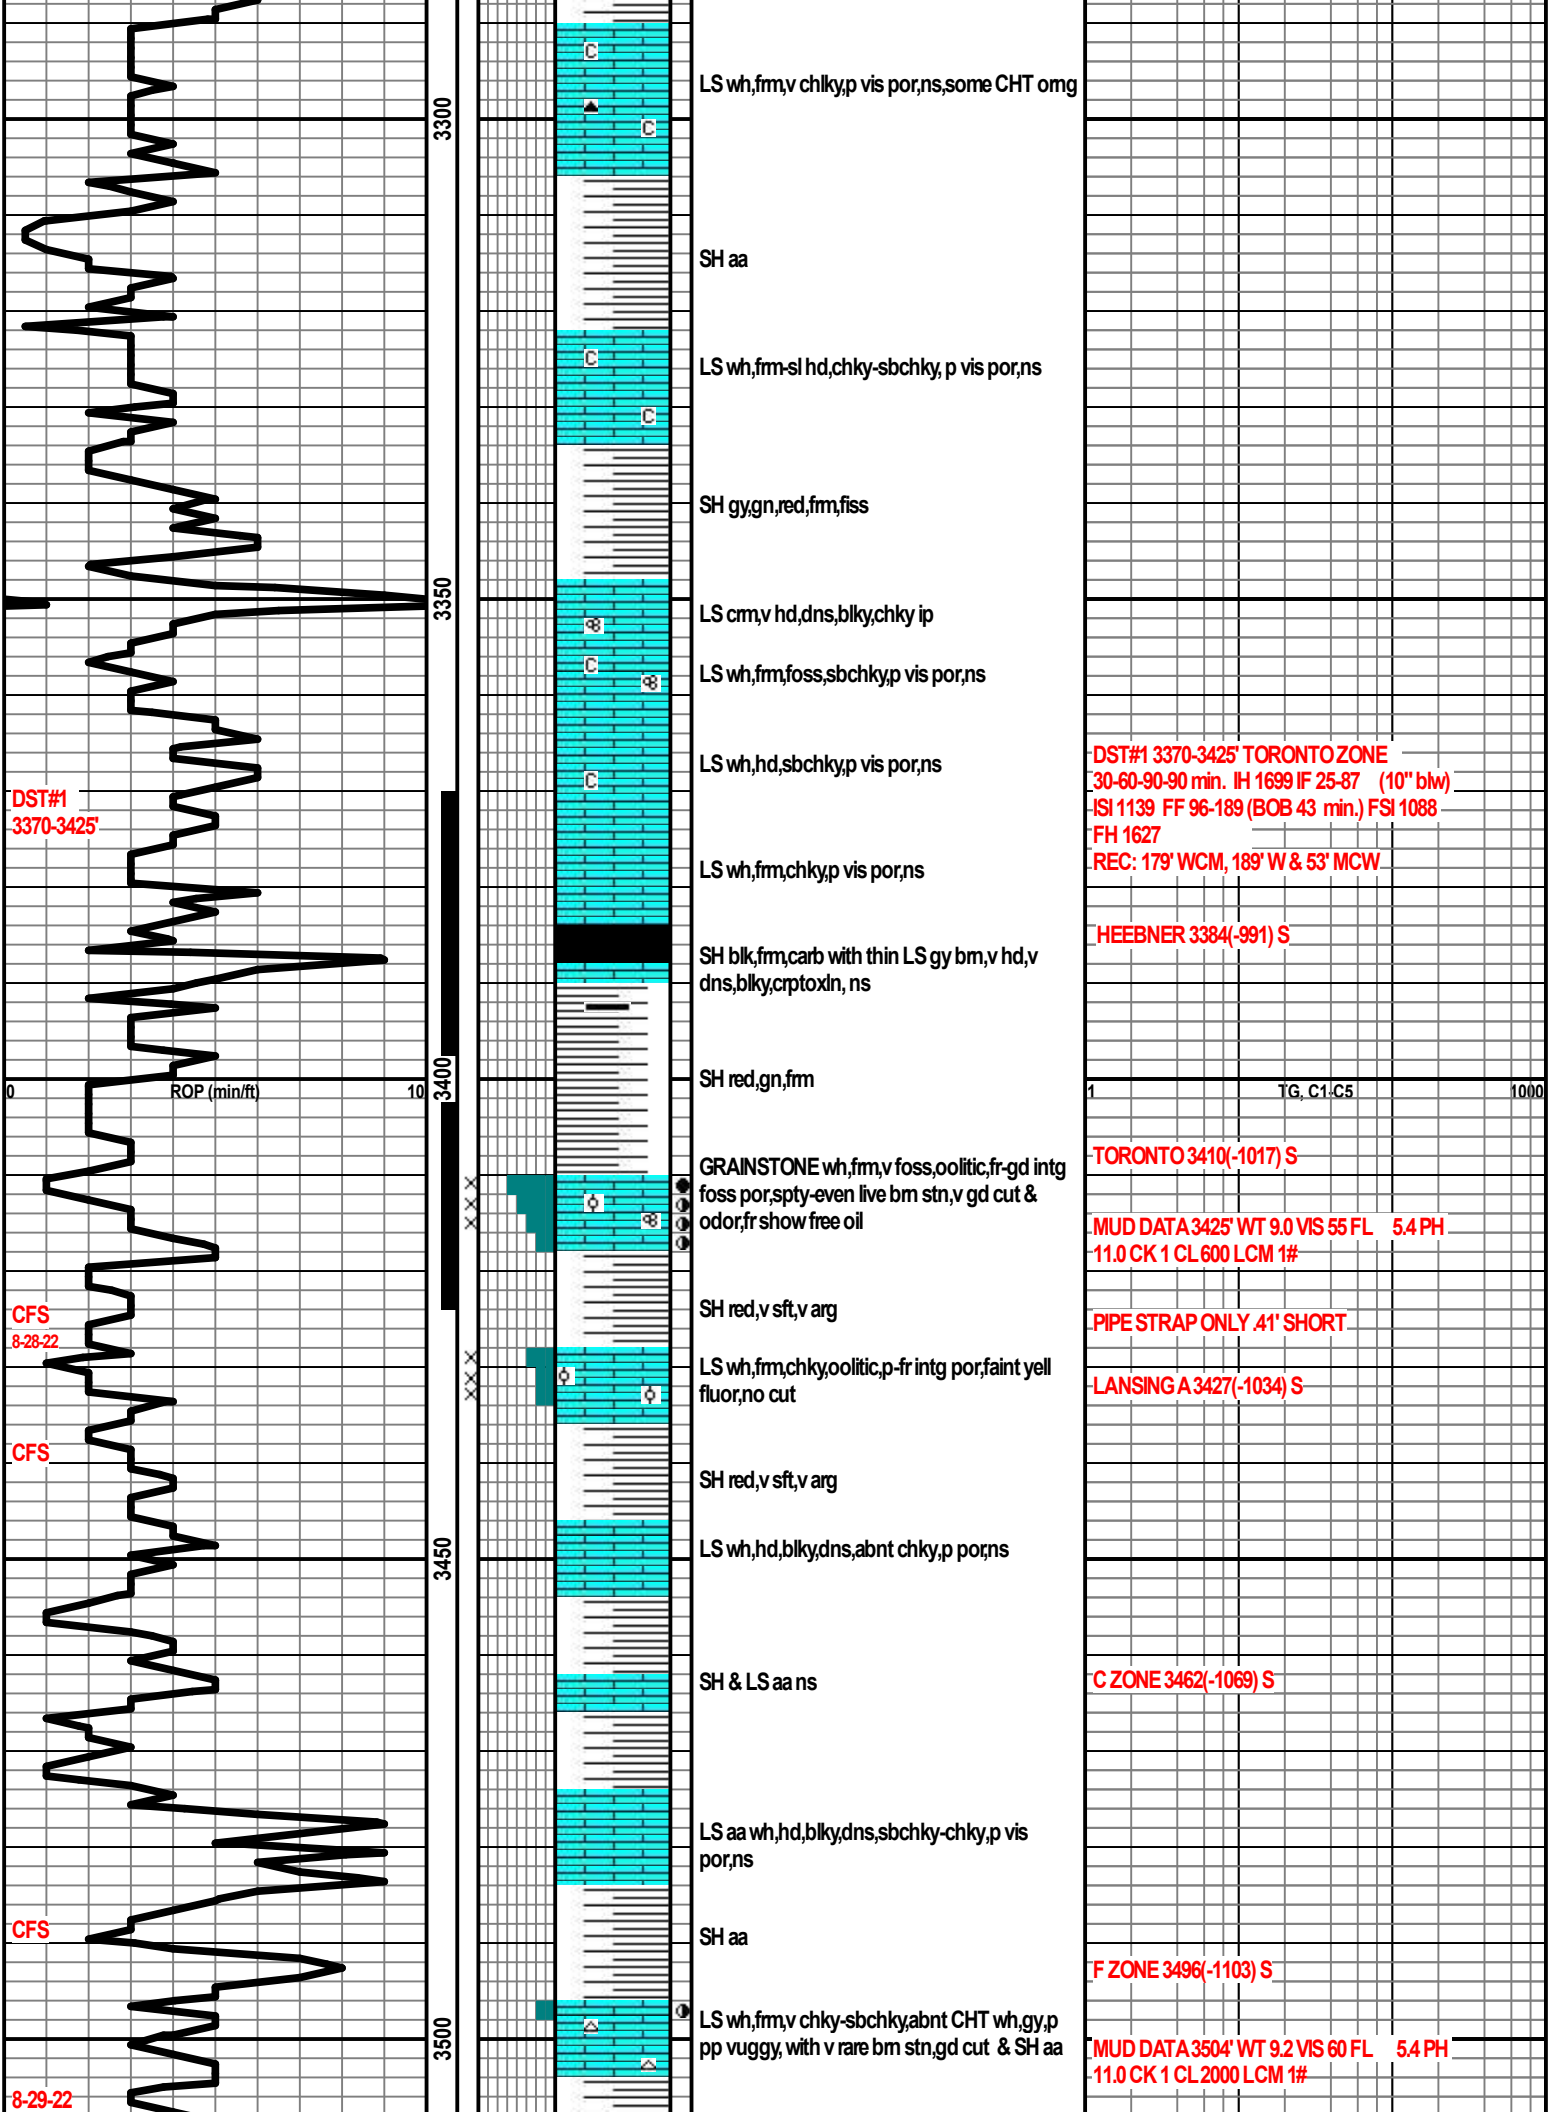 C
LS wh,frm,v chlky,p vis por,ns,some CHT orng
3300
C
SH aa
C
LS wh,frm-sl hd,chky-sbchky, p vis por,ns
C
SH gy,gn,red,frm,fiss
3350
LS crm,v hd,dns,blky,chky ip
C
LS wh,frm,foss,sbchky,p vis por,ns
LS wh,hd,sbchky,p vis por,ns
C
DST#1 3370-3425' TORONTO ZONE
30-60-90-90 min. IH 1699 IF 25-87 (10" blw)
ISI 1139 FF 96-189 (BOB 43 min.) FSI 1088
FH 1627
REC: 179' WCM, 189' W & 53' MCW
DST#1
3370-3425'
LS wh,frm,chky,p vis por,ns
HEEBNER 3384(-991) S
SH blk,frm,carb with thin LS gy brn,v hd,v
dns,blky,crptoxln, ns
3400
SH red,gn,frm
0 ROP (min/ft) 10
1 TG, C1-C5 1000
TORONTO 3410(-1017) S
GRAINSTONE wh,frm,v foss,oolitic,fr-gd intg
foss por,spty-even live brn stn,v gd cut &
odor,fr show free oil
MUD DATA 3425' WT 9.0 VIS 55 FL 5.4 PH
11.0 CK 1 CL 600 LCM 1#
CFS
8-28-22
SH red,v sft,v arg
PIPE STRAP ONLY .41' SHORT
LS wh,frm,chky,oolitic,p-fr intg por,faint yell
fluor,no cut
LANSING A 3427(-1034) S
CFS
SH red,v sft,v arg
3450
LS wh,hd,blky,dns,abnt chky,p por,ns
SH & LS aa ns
C ZONE 3462(-1069) S
LS aa wh,hd,blky,dns,sbchky-chky,p vis
por,ns
CFS
SH aa
F ZONE 3496(-1103) S
3500
LS wh,frm,v chky-sbchky,abnt CHT wh,gy,p
pp vuggy, with v rare brn stn,gd cut & SH aa
MUD DATA 3504' WT 9.2 VIS 60 FL 5.4 PH
11.0 CK 1 CL 2000 LCM 1#
8-29-22